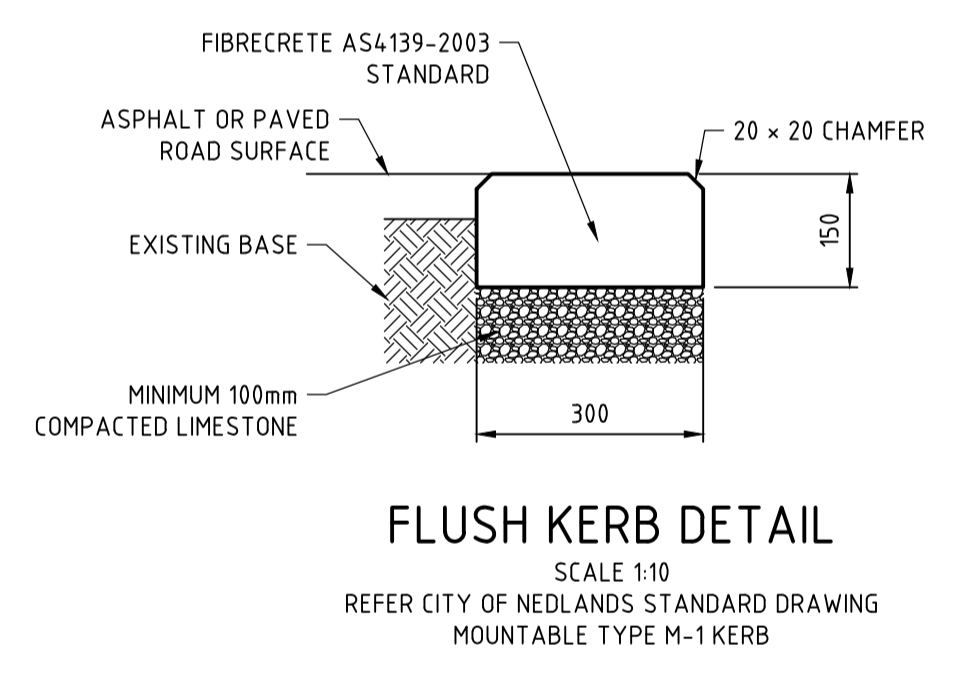 FIBRECRETE AS4139-2003
STANDARD
ASPHALT OR PAVED
ROAD SURFACE
20 × 20 CHAMFER
150
EXISTING BASE
MINIMUM 100mm
COMPACTED LIMESTONE
300
FLUSH KERB DETAIL
SCALE 1:10
REFER CITY OF NEDLANDS STANDARD DRAWING
MOUNTABLE TYPE M-1 KERB